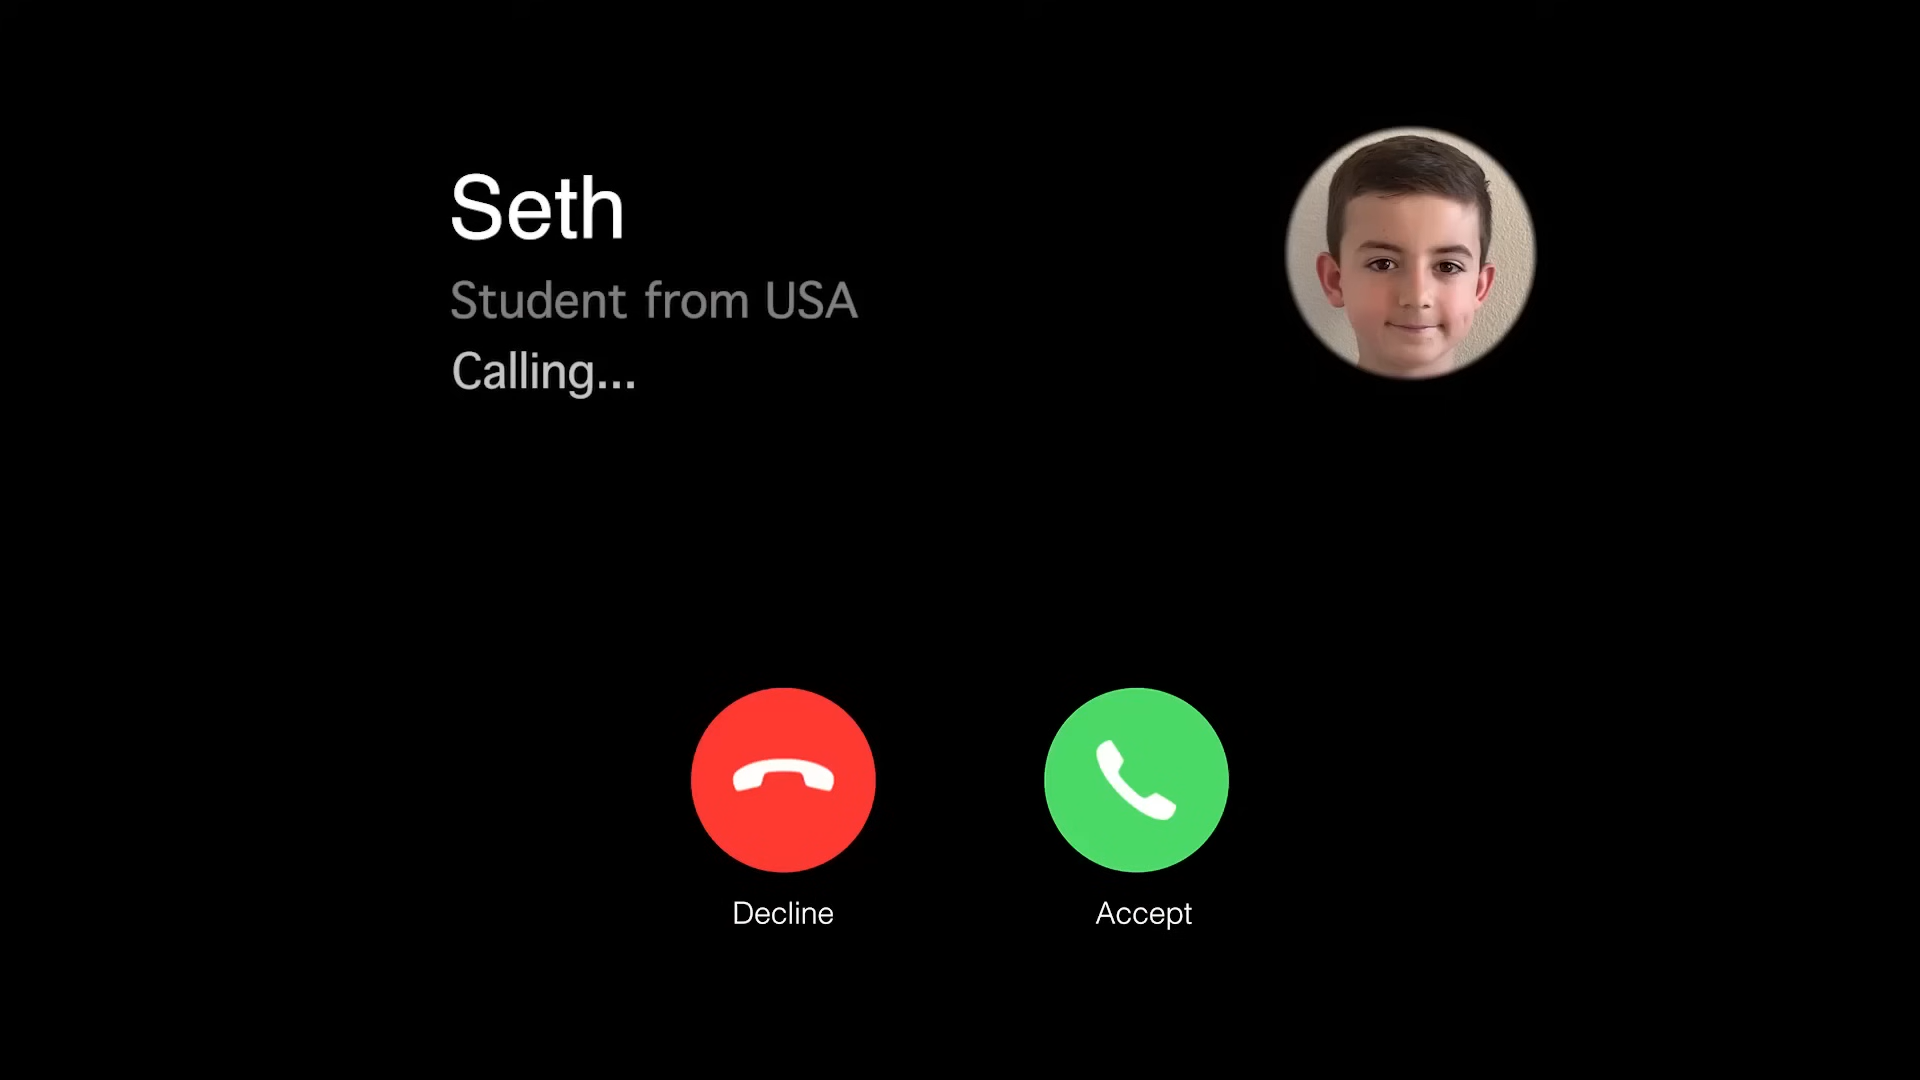 Seth
Student from USA
Calling...
Decline
Accept